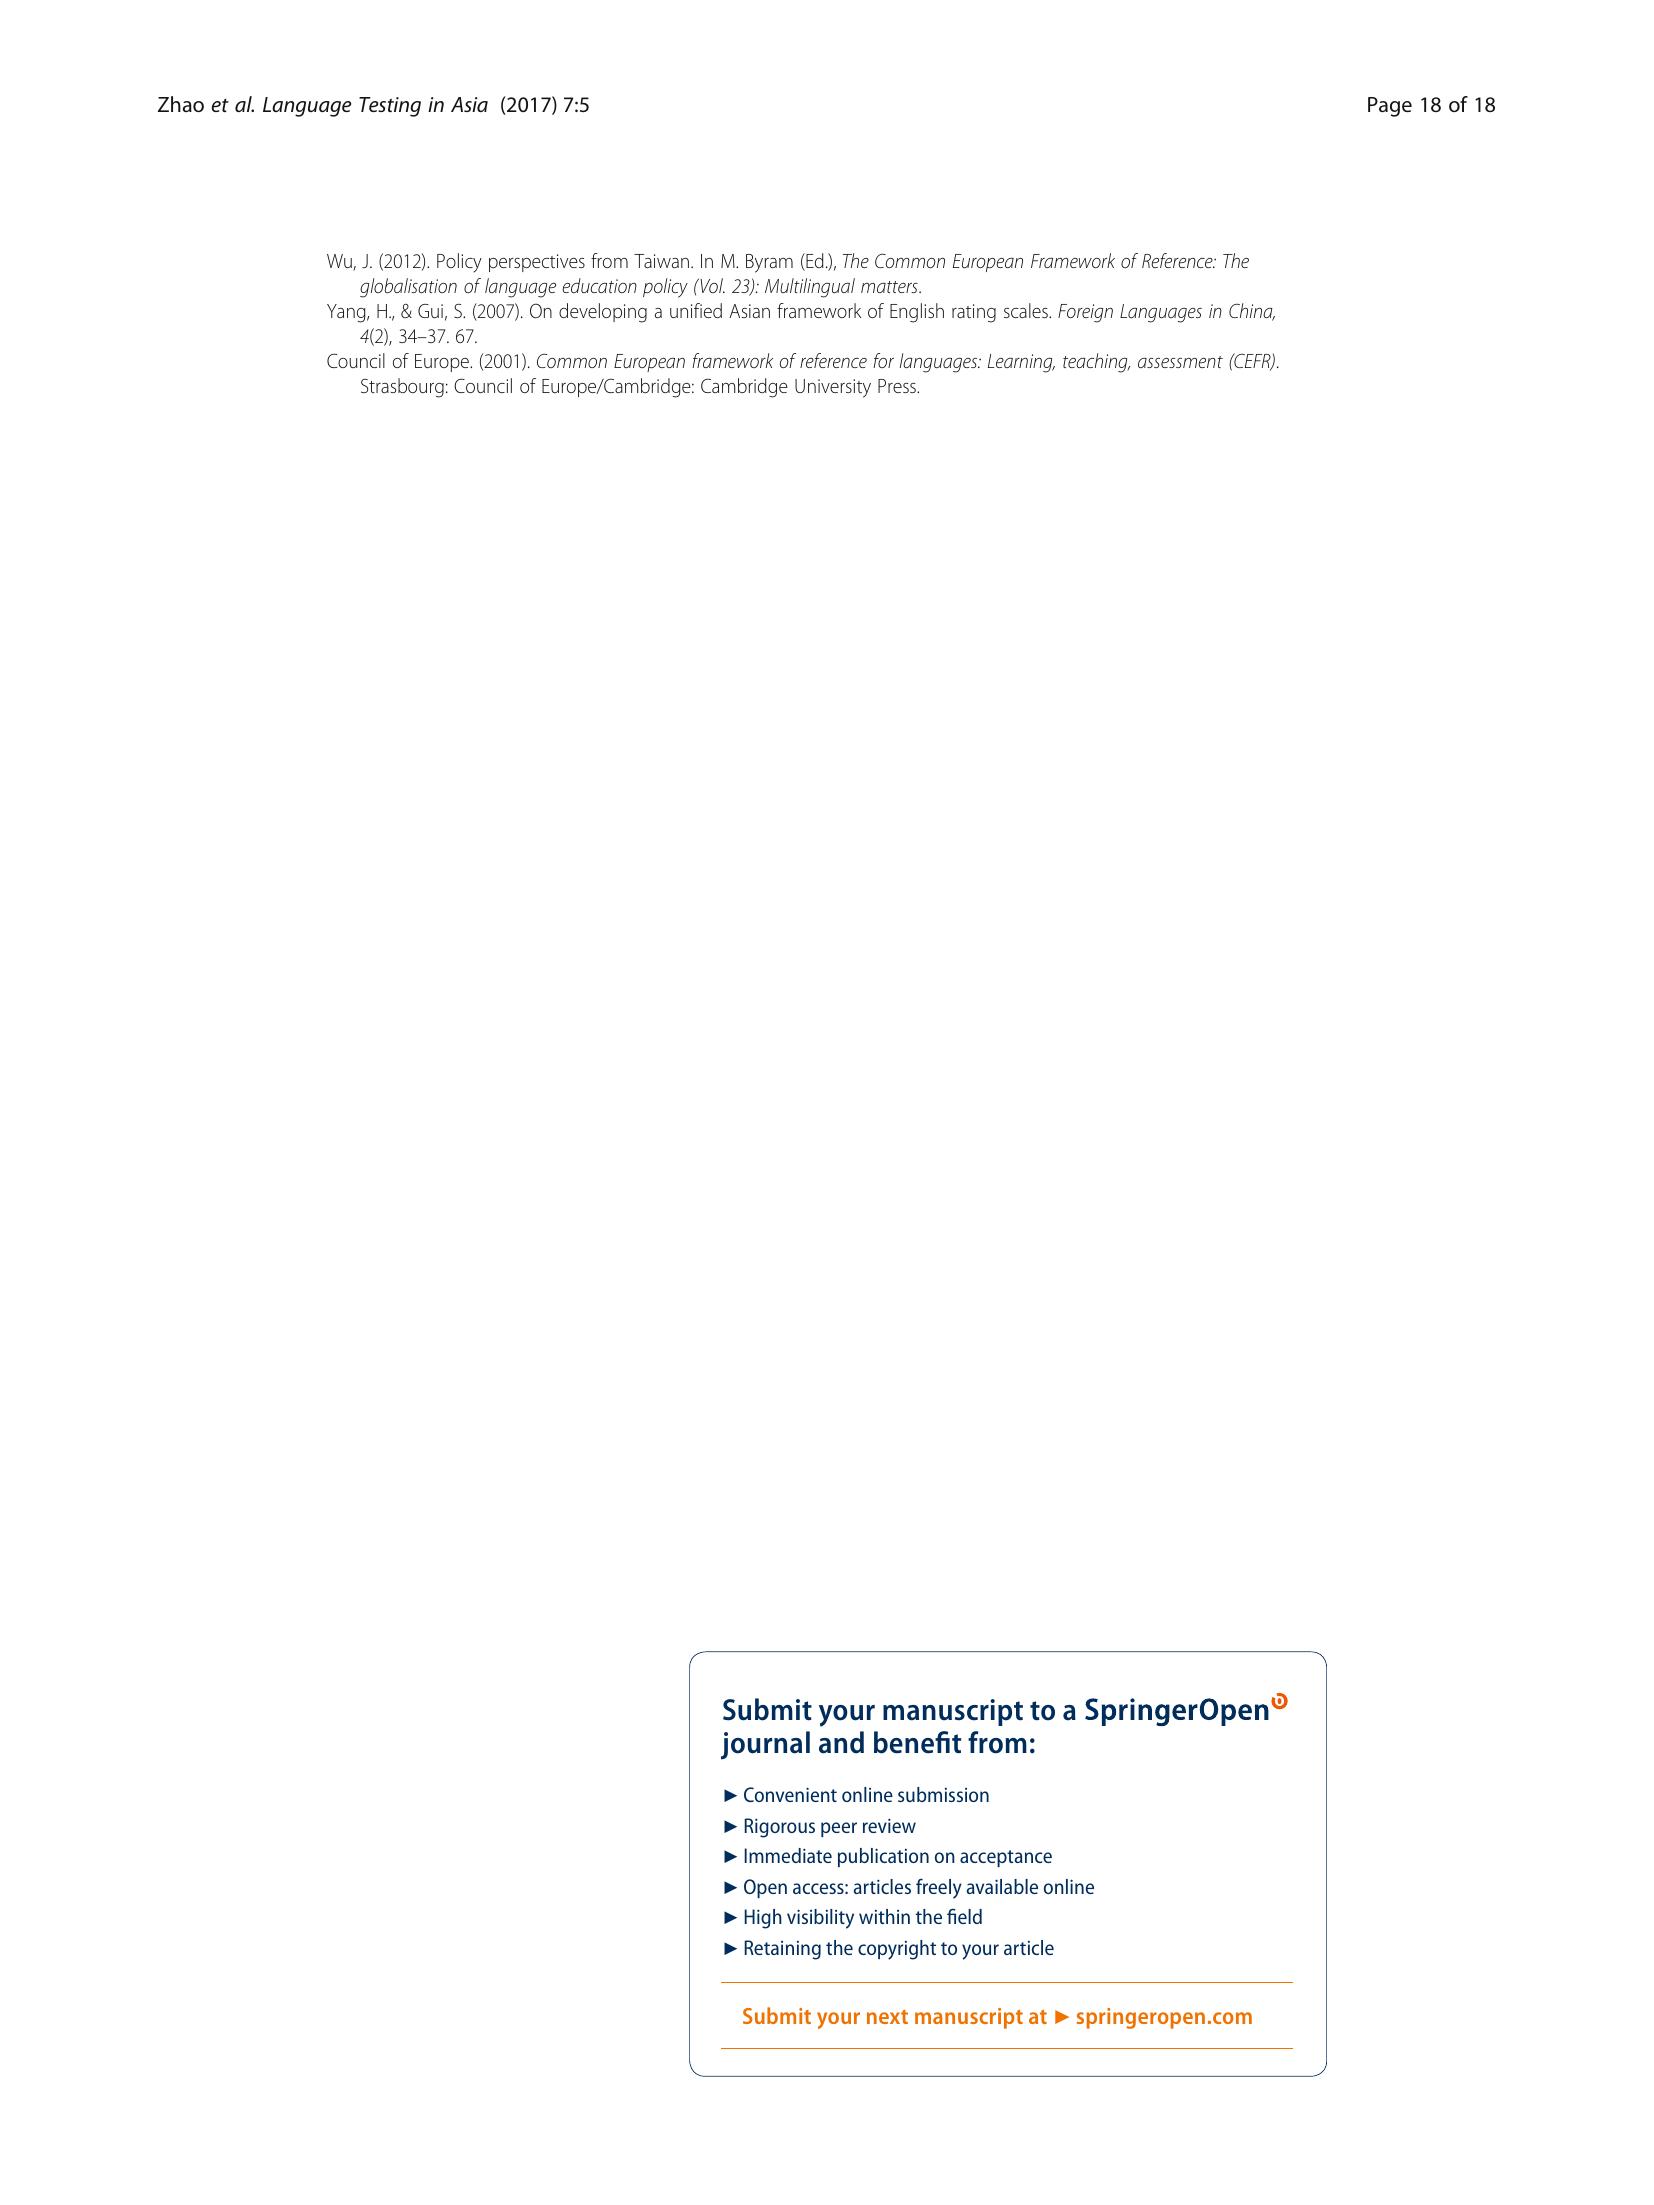 Zhao et al. Language Testing in Asia (2017) 7:5
Page 18 of 18
Wu, J. (2012). Policy perspectives from Taiwan. In M. Byram (Ed.), The Common European Framework of Reference: The
globalisation of language education policy (Vol. 23): Multilingual matters.
Yang, H., & Gui, S. (2007). On developing a unified Asian framework of English rating scales. Foreign Languages in China,
4(2), 34–37. 67.
Council of Europe. (2001). Common European framework of reference for languages: Learning, teaching, assessment (CEFR).
Strasbourg: Council of Europe/Cambridge: Cambridge University Press.
Submit your manuscript to a SpringerOpen
journal and benefit from:
► Convenient online submission
► Rigorous peer review
► Immediate publication on acceptance
► Open access: articles freely available online
► High visibility within the field
► Retaining the copyright to your article
Submit your next manuscript at ► springeropen.com